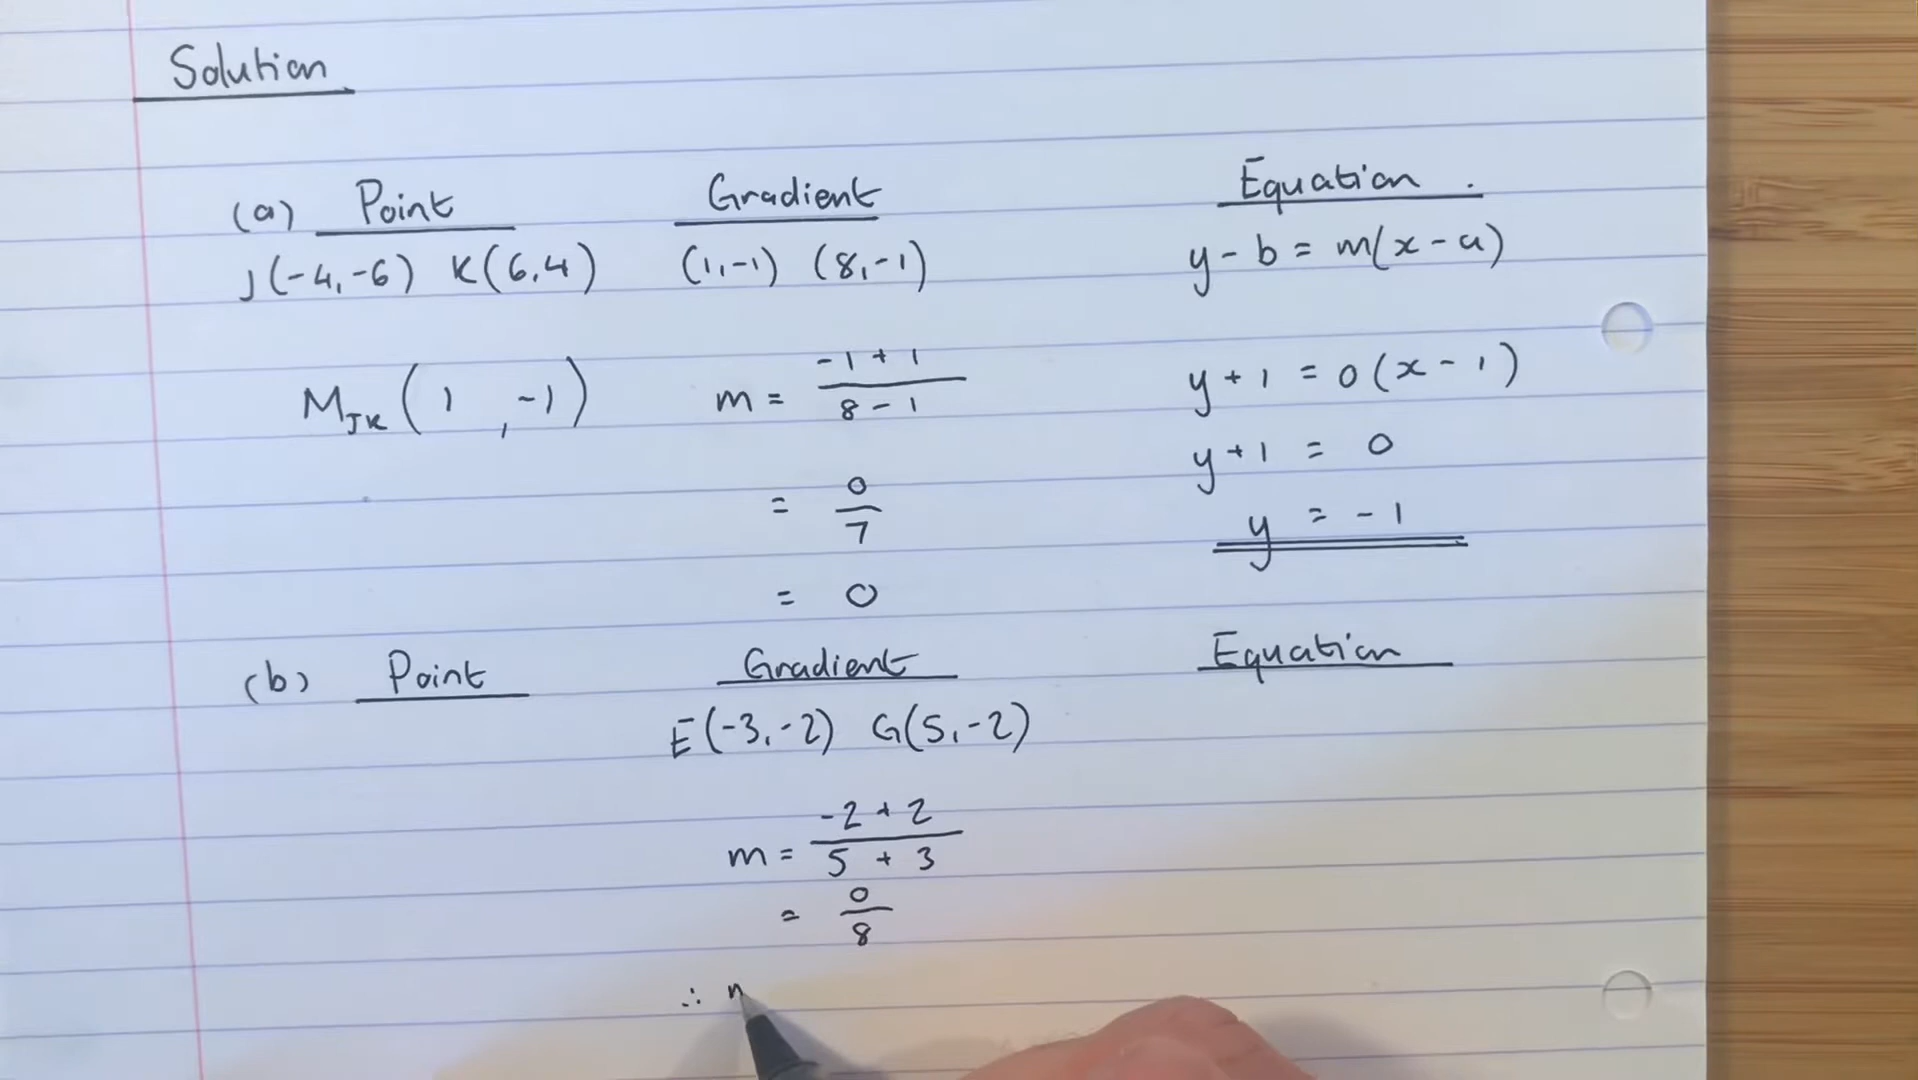 Solution
(a) Point Gradient Equation .
J(-4,-6) K(6,4) (1,-1) (8,-1) y - b = m(x - a)
M_JK (1, -1) m = (-1 + 1)/(8 - 1) y + 1 = 0(x - 1)
y + 1 = 0
= 0/7 y = -1
= 0
(b) Point Gradient Equation
E(-3,-2) G(5,-2)
m = (-2 + 2)/(5 + 3)
= 0/8
∴